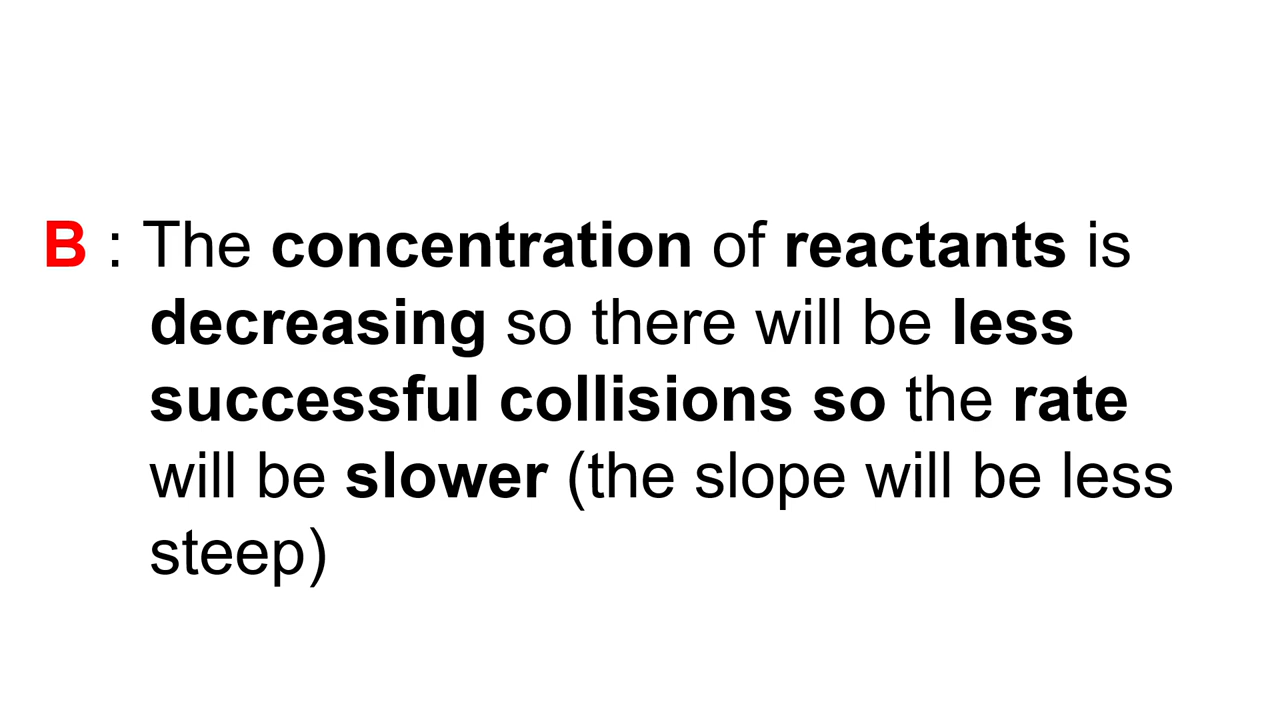 B : The concentration of reactants is
decreasing so there will be less
successful collisions so the rate
will be slower (the slope will be less
steep)